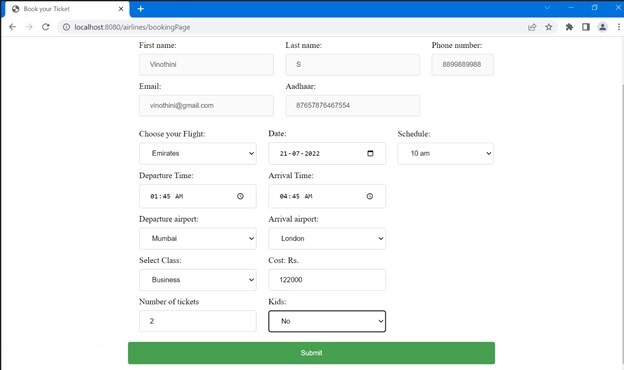 Book your Ticket
localhost:8080/airlines/bookingPage
First name: Last name: Phone number:
Vinothini S 8899889988
Email: Aadhaar:
vinothini@gmail.com 87657876467554
Choose your Flight: Date: Schedule:
Emirates 21-07-2022 10 am
Departure Time: Arrival Time:
01:45 AM 04:45 AM
Departure airport: Arrival airport:
Mumbai London
Select Class: Cost: Rs.
Business 122000
Number of tickets Kids:
2 No
Submit